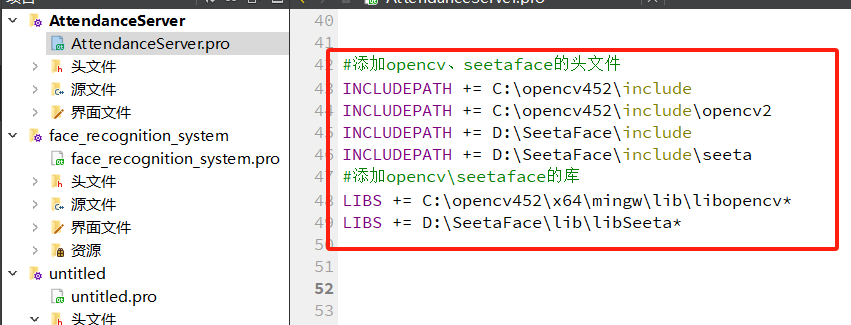 AttendanceServer
AttendanceServer.pro
头文件
源文件
界面文件
face_recognition_system
face_recognition_system.pro
头文件
源文件
界面文件
资源
untitled
untitled.pro
头文件
40
41
42 #添加opencv、seetaface的头文件
43 INCLUDEPATH += C:\opencv452\include
44 INCLUDEPATH += C:\opencv452\include\opencv2
45 INCLUDEPATH += D:\SeetaFace\include
46 INCLUDEPATH += D:\SeetaFace\include\seeta
47 #添加opencv\seetaface的库
48 LIBS += C:\opencv452\x64\mingw\lib\libopencv*
49 LIBS += D:\SeetaFace\lib\libSeeta*
50
51
52
53